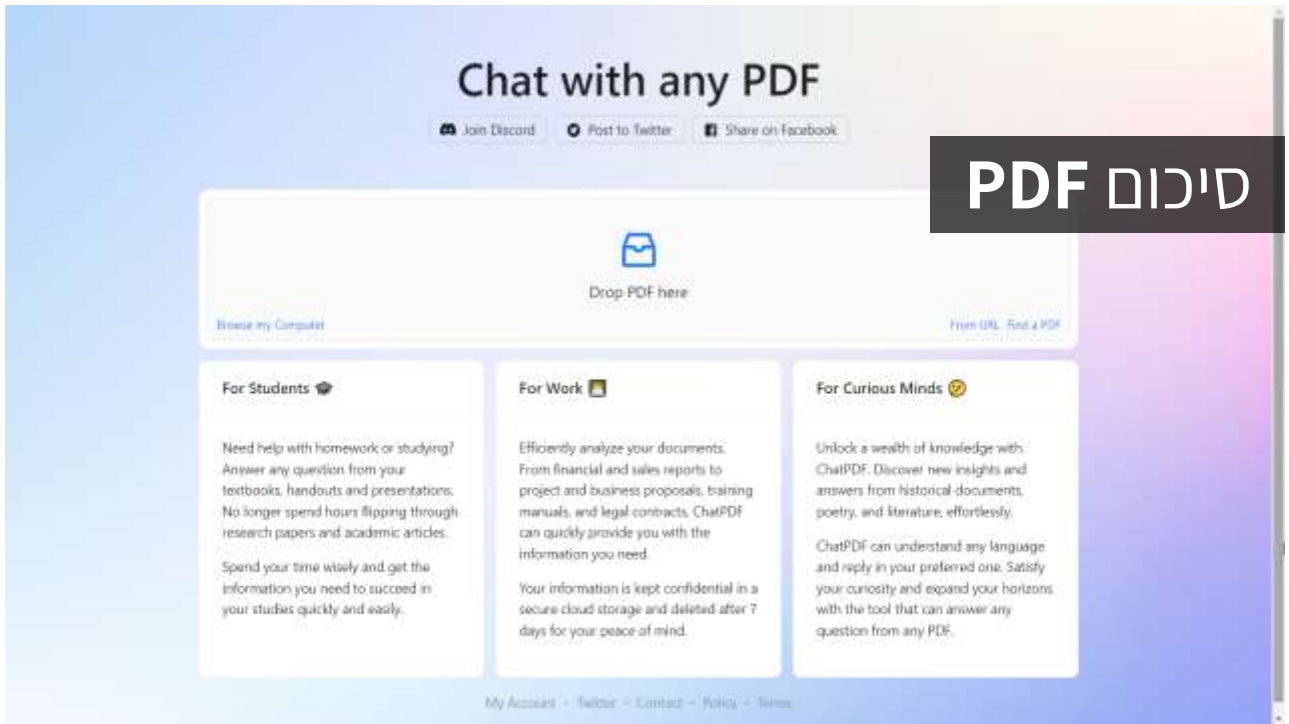 Chat with any PDF
Join Discord Post to Twitter Share on Facebook
סיכום PDF
Drop PDF here
Browse my Computer From URL Find a PDF
For Students
Need help with homework or studying?
Answer any question from your
textbooks, handouts and presentations.
No longer spend hours flipping through
research papers and academic articles.
Spend your time wisely and get the
information you need to succeed in
your studies quickly and easily.
For Work
Efficiently analyze your documents.
From financial and sales reports to
project and business proposals, training
manuals, and legal contracts, ChatPDF
can quickly provide you with the
information you need.
Your information is kept confidential in a
secure cloud storage and deleted after 7
days for your peace of mind.
For Curious Minds
Unlock a wealth of knowledge with
ChatPDF. Discover new insights and
answers from historical documents,
poetry, and literature, effortlessly.
ChatPDF can understand any language
and reply in your preferred one. Satisfy
your curiosity and expand your horizons
with the tool that can answer any
question from any PDF.
My Account - Twitter - Contact - Policy - Terms